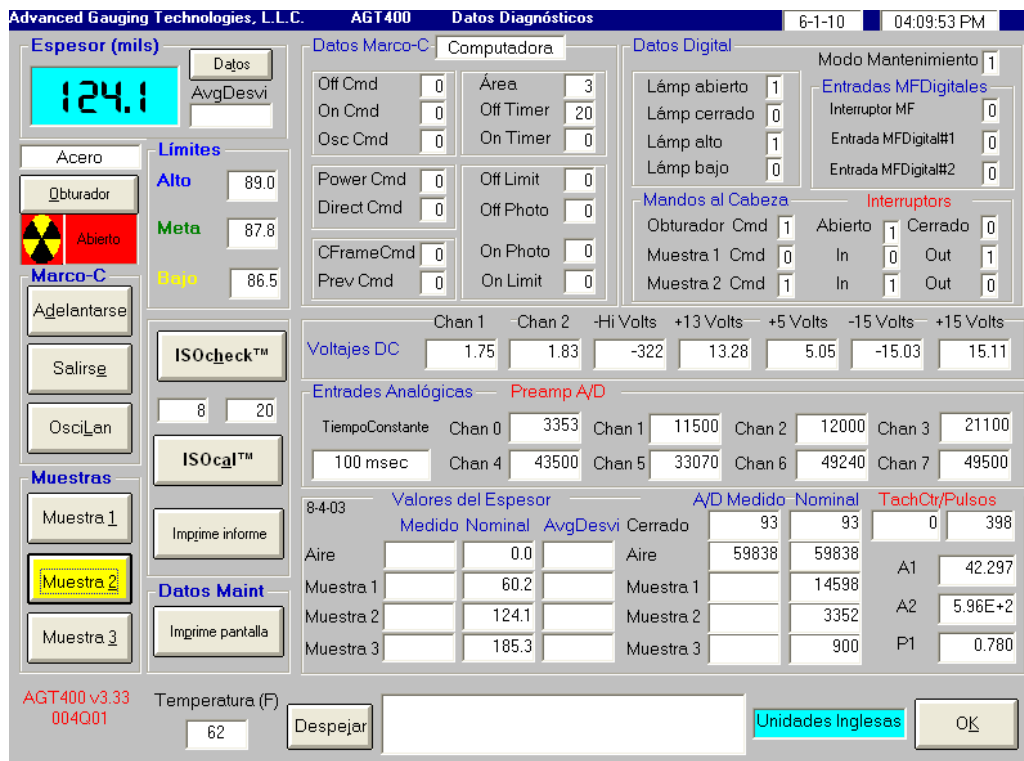 Advanced Gauging Technologies, L.L.C. AGT400 Datos Diagnósticos 6-1-10 04:09:53 PM
Espesor (mils)
124.1
Datos
AvgDesvi
Acero
Obturador
Abierto
Límites
Alto 89.0
Meta 87.8
Bajo 86.5
Marco-C
Adelantarse
Salirse
OsciLan
Muestras
Muestra 1
Muestra 2
Muestra 3
ISOcheck™
8 20
ISOcal™
Imprime informe
Datos Maint
Imprime pantalla
Datos Marco-C Computadora
Off Cmd 0 Área 3
On Cmd 0 Off Timer 20
Osc Cmd 0 On Timer 0
Power Cmd 0 Off Limit 0
Direct Cmd 0 Off Photo 0
CFrameCmd 0 On Photo 0
Prev Cmd 0 On Limit 0
Datos Digital
Lámp abierto 1
Lámp cerrado 0
Lámp alto 1
Lámp bajo 0
Modo Mantenimiento 1
Entradas MFDigitales
Interruptor MF 0
Entrada MFDigital#1 0
Entrada MFDigital#2 0
Mandos al Cabeza Interruptors
Obturador Cmd 1 Abierto 1 Cerrado 0
Muestra 1 Cmd 0 In 0 Out 1
Muestra 2 Cmd 1 In 1 Out 0
Chan 1 Chan 2 -Hi Volts +13 Volts +5 Volts -15 Volts +15 Volts
Voltajes DC 1.75 1.83 -322 13.28 5.05 -15.03 15.11
Entrades Analógicas Preamp A/D
TiempoConstante Chan 0 3353 Chan 1 11500 Chan 2 12000 Chan 3 21100
100 msec Chan 4 43500 Chan 5 33070 Chan 6 49240 Chan 7 49500
8-4-03 Valores del Espesor A/D Medido Nominal TachCtr/Pulsos
Medido Nominal AvgDesvi Cerrado 93 93 0 398
Aire 0.0 Aire 59838 59838
A1 42.297
Muestra 1 60.2 Muestra 1 14598
A2 5.96E+2
Muestra 2 124.1 Muestra 2 3352
P1 0.780
Muestra 3 185.3 Muestra 3 900
AGT400 v3.33
004Q01
Temperatura (F)
62
Despejar
Unidades Inglesas
OK